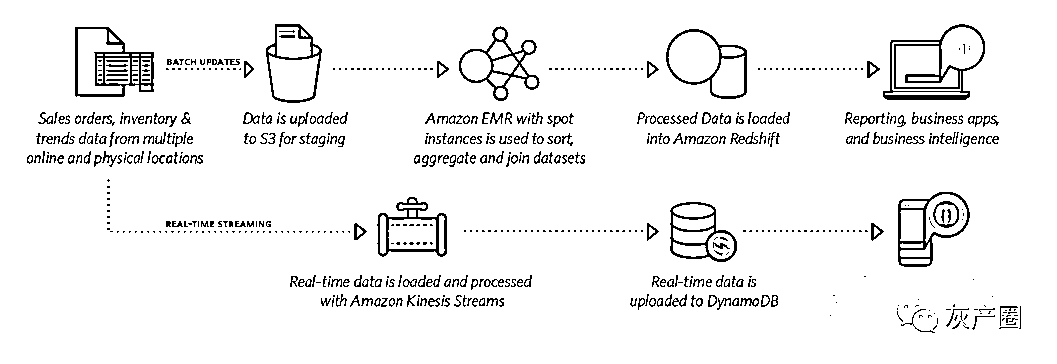 BATCH UPDATES
Sales orders, inventory &
trends data from multiple
online and physical locations
Data is uploaded
to S3 for staging
Amazon EMR with spot
instances is used to sort,
aggregate and join datasets
Processed Data is loaded
into Amazon Redshift
Reporting, business apps,
and business intelligence
REAL-TIME STREAMING
Real-time data is loaded and processed
with Amazon Kinesis Streams
Real-time data is
uploaded to DynamoDB
灰产圈